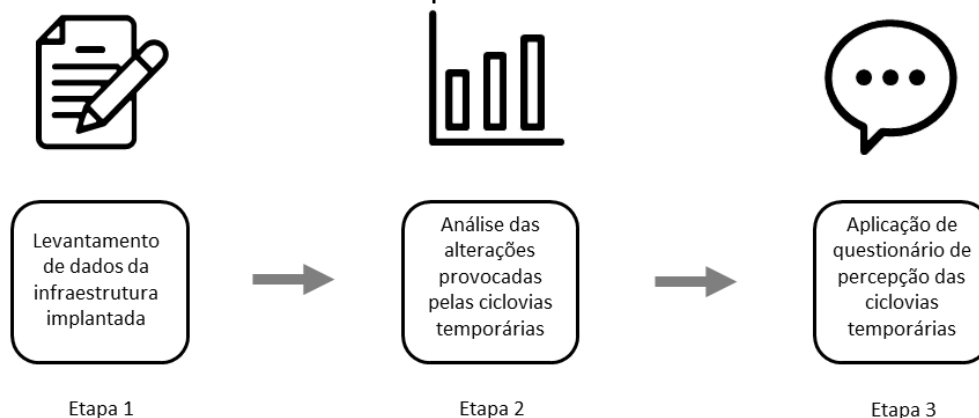 Levantamento
de dados da
infraestrutura
implantada
Análise das
alterações
provocadas
pelas ciclovias
temporárias
Aplicação de
questionário de
percepção das
ciclovias
temporárias
Etapa 1
Etapa 2
Etapa 3